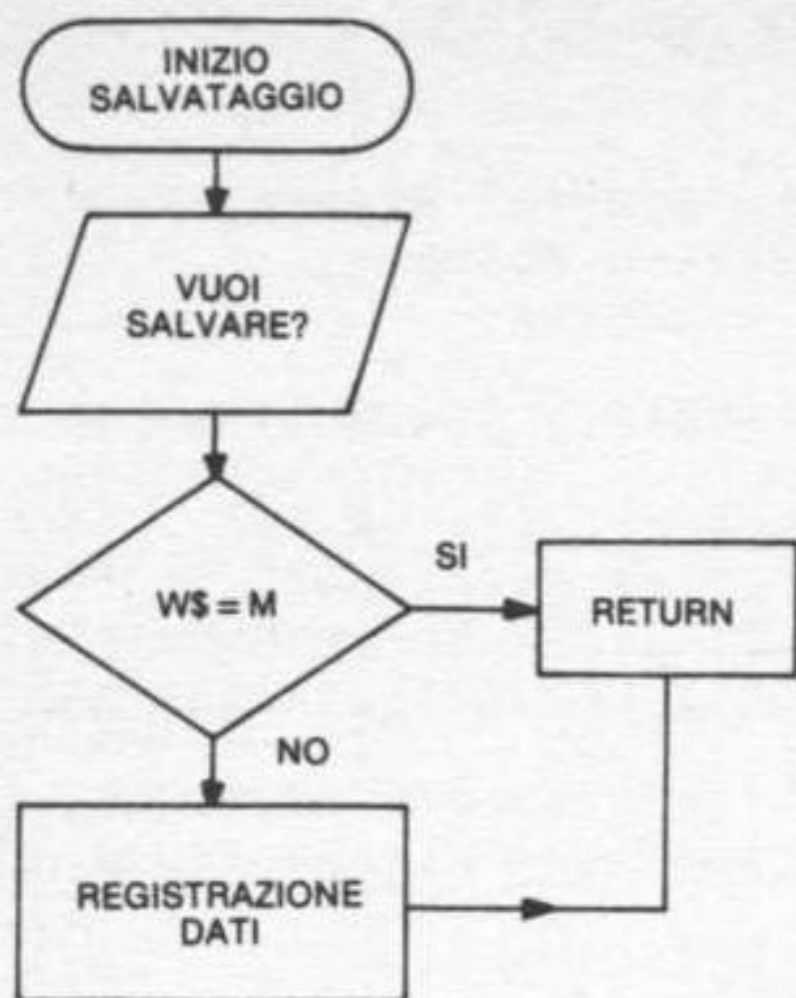 INIZIO
SALVATAGGIO
VUOI
SALVARE?
W$ = M
SI
RETURN
NO
REGISTRAZIONE
DATI